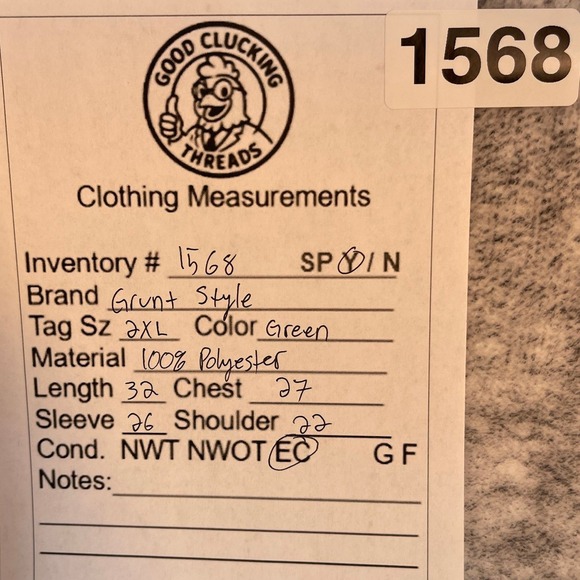 1568
GOOD CLUCKING
THREADS
Clothing Measurements
Inventory # 1568 SP Y / N
Brand Grunt Style
Tag Sz 2XL Color Green
Material 100% Polyester
Length 32 Chest 27
Sleeve 26 Shoulder 22
Cond. NWT NWOT EC G F
Notes: